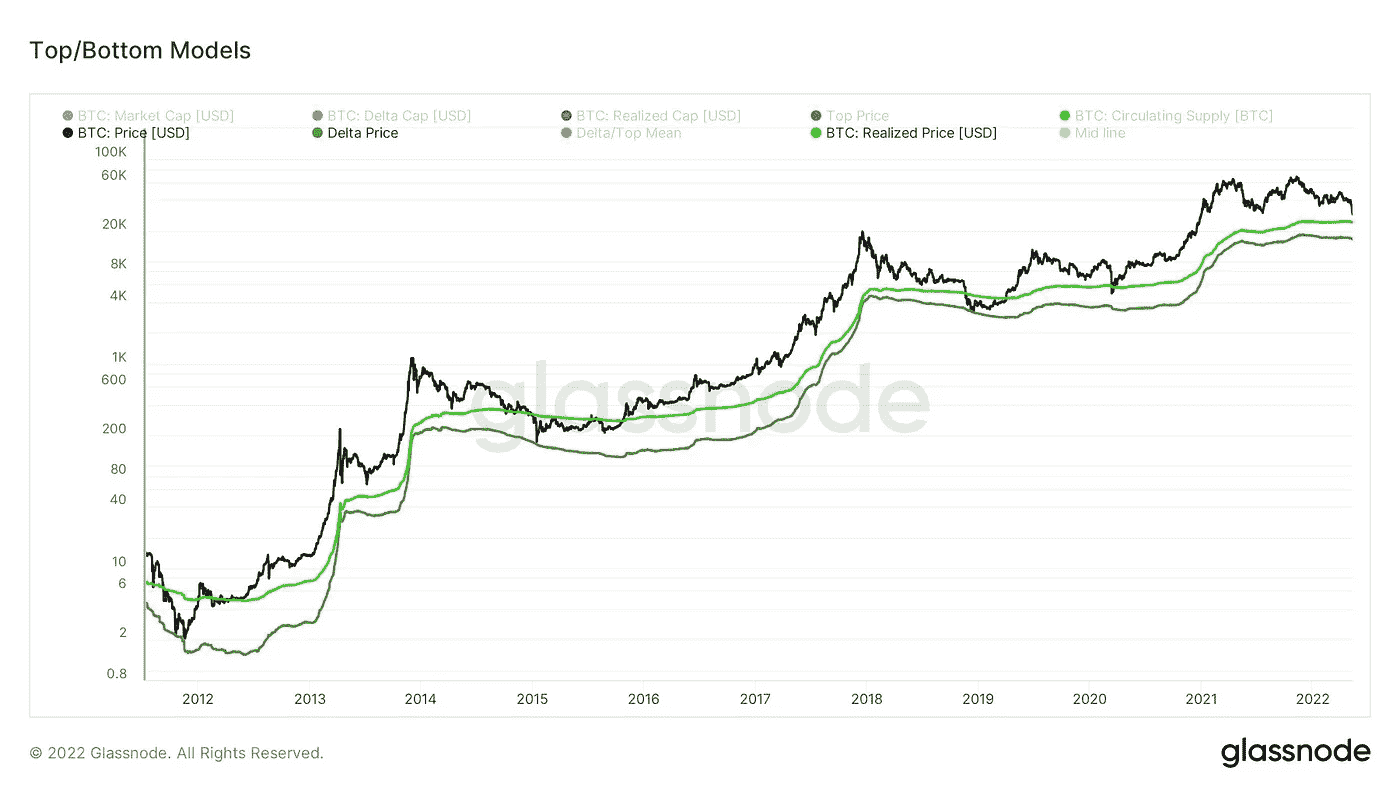 Top/Bottom Models
BTC: Market Cap [USD] BTC: Delta Cap [USD] BTC: Realized Cap [USD] Top Price BTC: Circulating Supply [BTC]
BTC: Price [USD] Delta Price Delta/Top Mean BTC: Realized Price [USD] Mid line
100K
60K
20K
8K
4K
1K
600
200
80
40
10
6
2
0.8
glassnode
2012 2013 2014 2015 2016 2017 2018 2019 2020 2021 2022
© 2022 Glassnode. All Rights Reserved.
glassnode